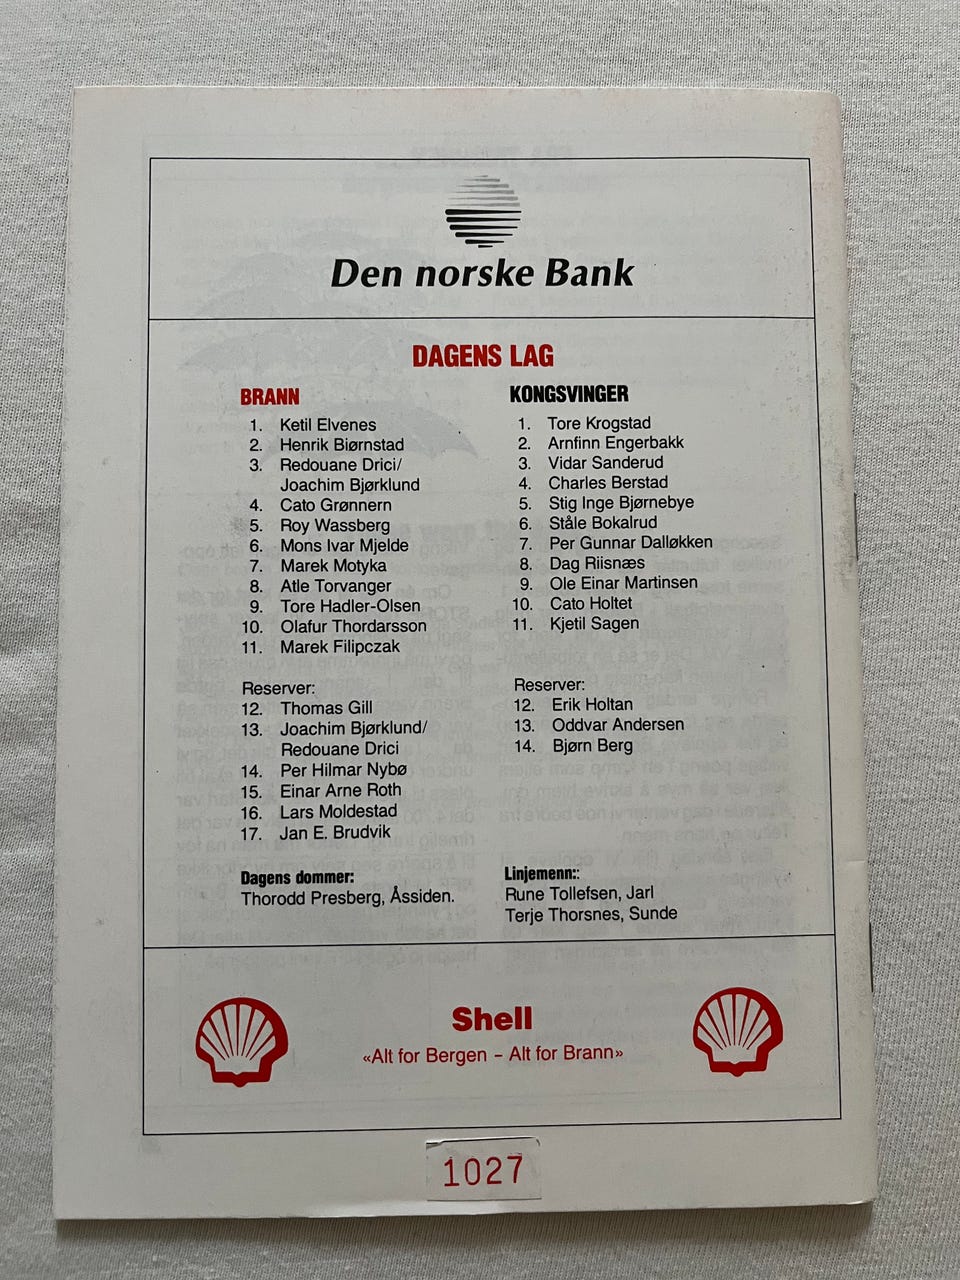 Den norske Bank
DAGENS LAG
BRANN
1. Ketil Elvenes
2. Henrik Biørnstad
3. Redouane Drici/
Joachim Bjørklund
4. Cato Grønnern
5. Roy Wassberg
6. Mons Ivar Mjelde
7. Marek Motyka
8. Atle Torvanger
9. Tore Hadler-Olsen
10. Olafur Thordarsson
11. Marek Filipczak
Reserver:
12. Thomas Gill
13. Joachim Bjørklund/
Redouane Drici
14. Per Hilmar Nybø
15. Einar Arne Roth
16. Lars Moldestad
17. Jan E. Brudvik
Dagens dommer:
Thorodd Presberg, Åssiden.
KONGSVINGER
1. Tore Krogstad
2. Arnfinn Engerbakk
3. Vidar Sanderud
4. Charles Berstad
5. Stig Inge Bjørnebye
6. Ståle Bokalrud
7. Per Gunnar Dalløkken
8. Dag Riisnæs
9. Ole Einar Martinsen
10. Cato Holtet
11. Kjetil Sagen
Reserver:
12. Erik Holtan
13. Oddvar Andersen
14. Bjørn Berg
Linjemenn::
Rune Tollefsen, Jarl
Terje Thorsnes, Sunde
Shell
«Alt for Bergen – Alt for Brann»
1027